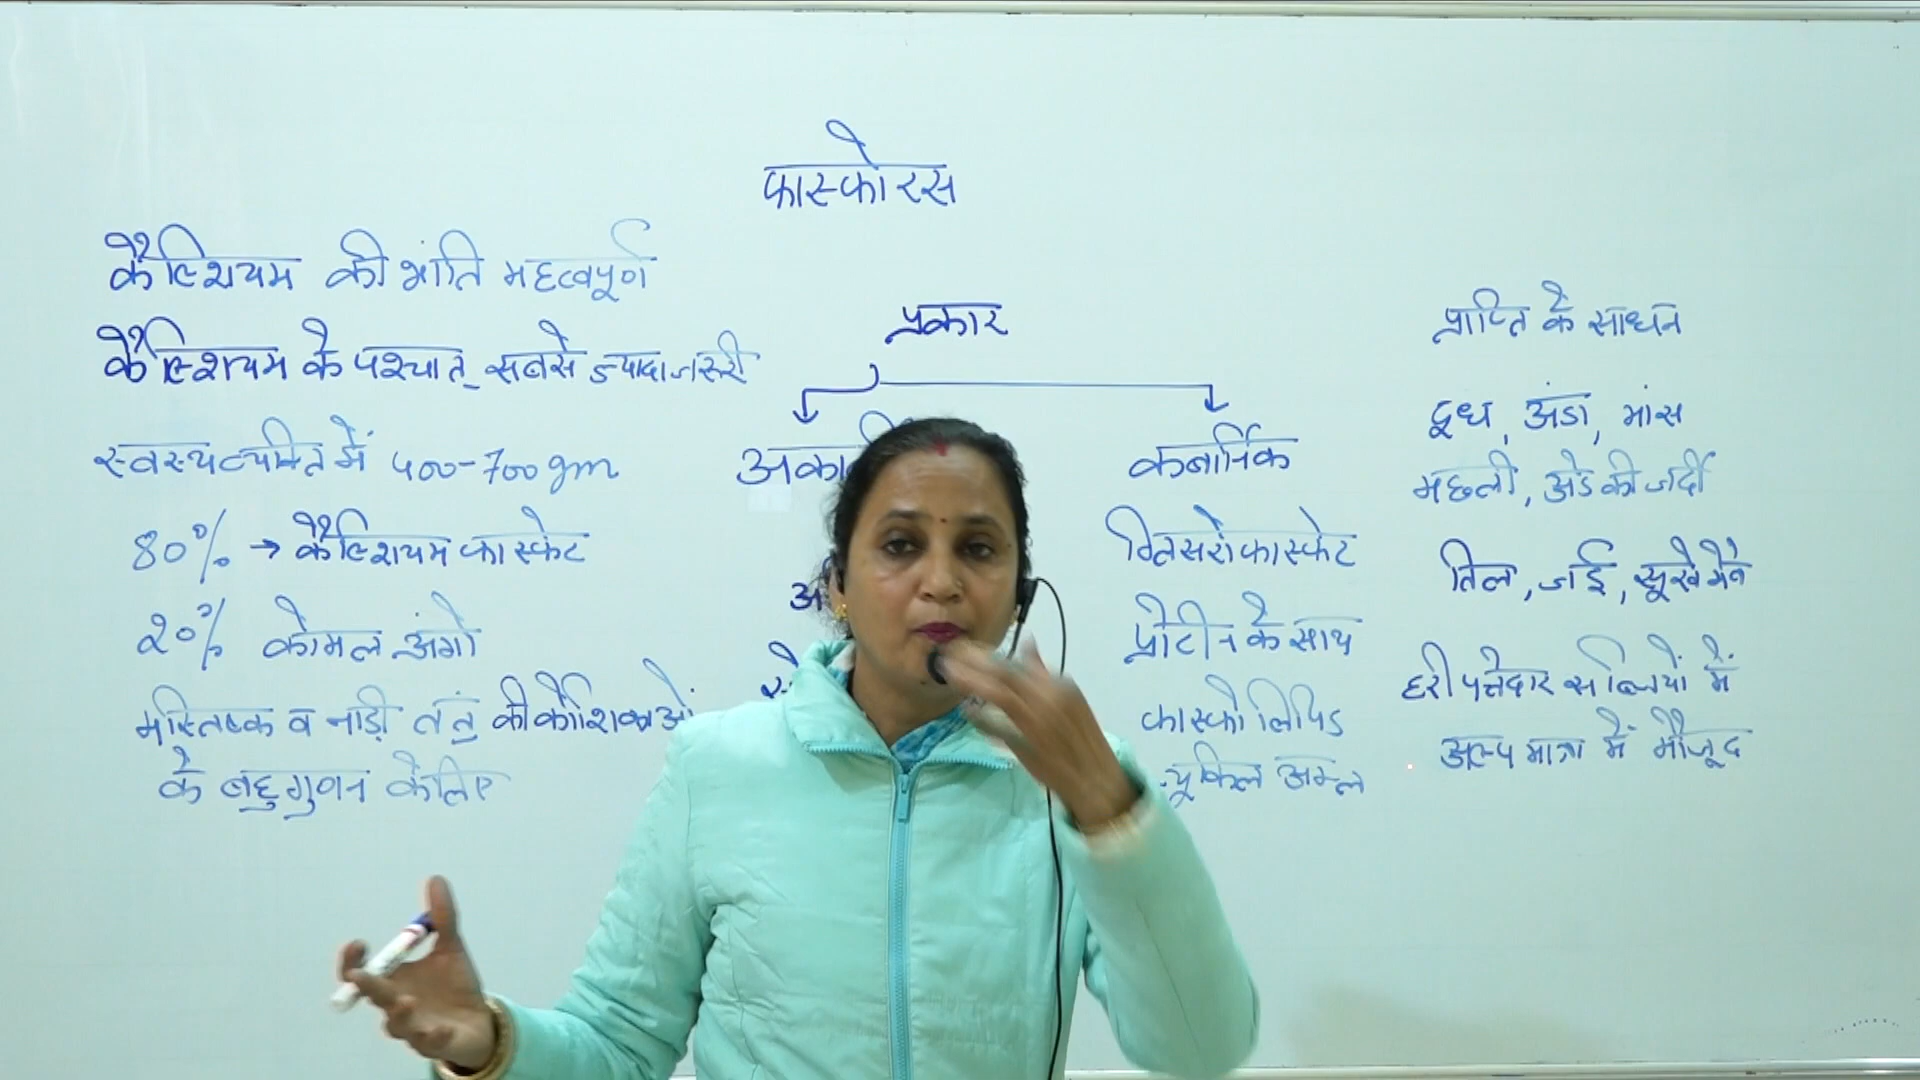 फास्फोरस
कैल्शियम की भांति महत्वपूर्ण
कैल्शियम के पश्चात् सबसे ज्यादा जरूरी
स्वस्थ व्यक्ति में 400-700 gm
80% → कैल्शियम फास्फेट
20% कोमल अंगो
मस्तिष्क व नाड़ी तंतु की कोशिकाओं
के बहुगुणन के लिए
प्रकार
कार्बनिक
ग्लिसरोफास्फेट
प्रोटीन के साथ
फास्फोलिपिड
न्यूकिल अम्ल
प्राप्ति के साधन
दूध, अंडा, मांस
मछली, अंडे की जर्दी
तिल, जई, सूखे मेवे
हरी पत्तेदार सब्जियों में
अल्प मात्रा में मौजूद